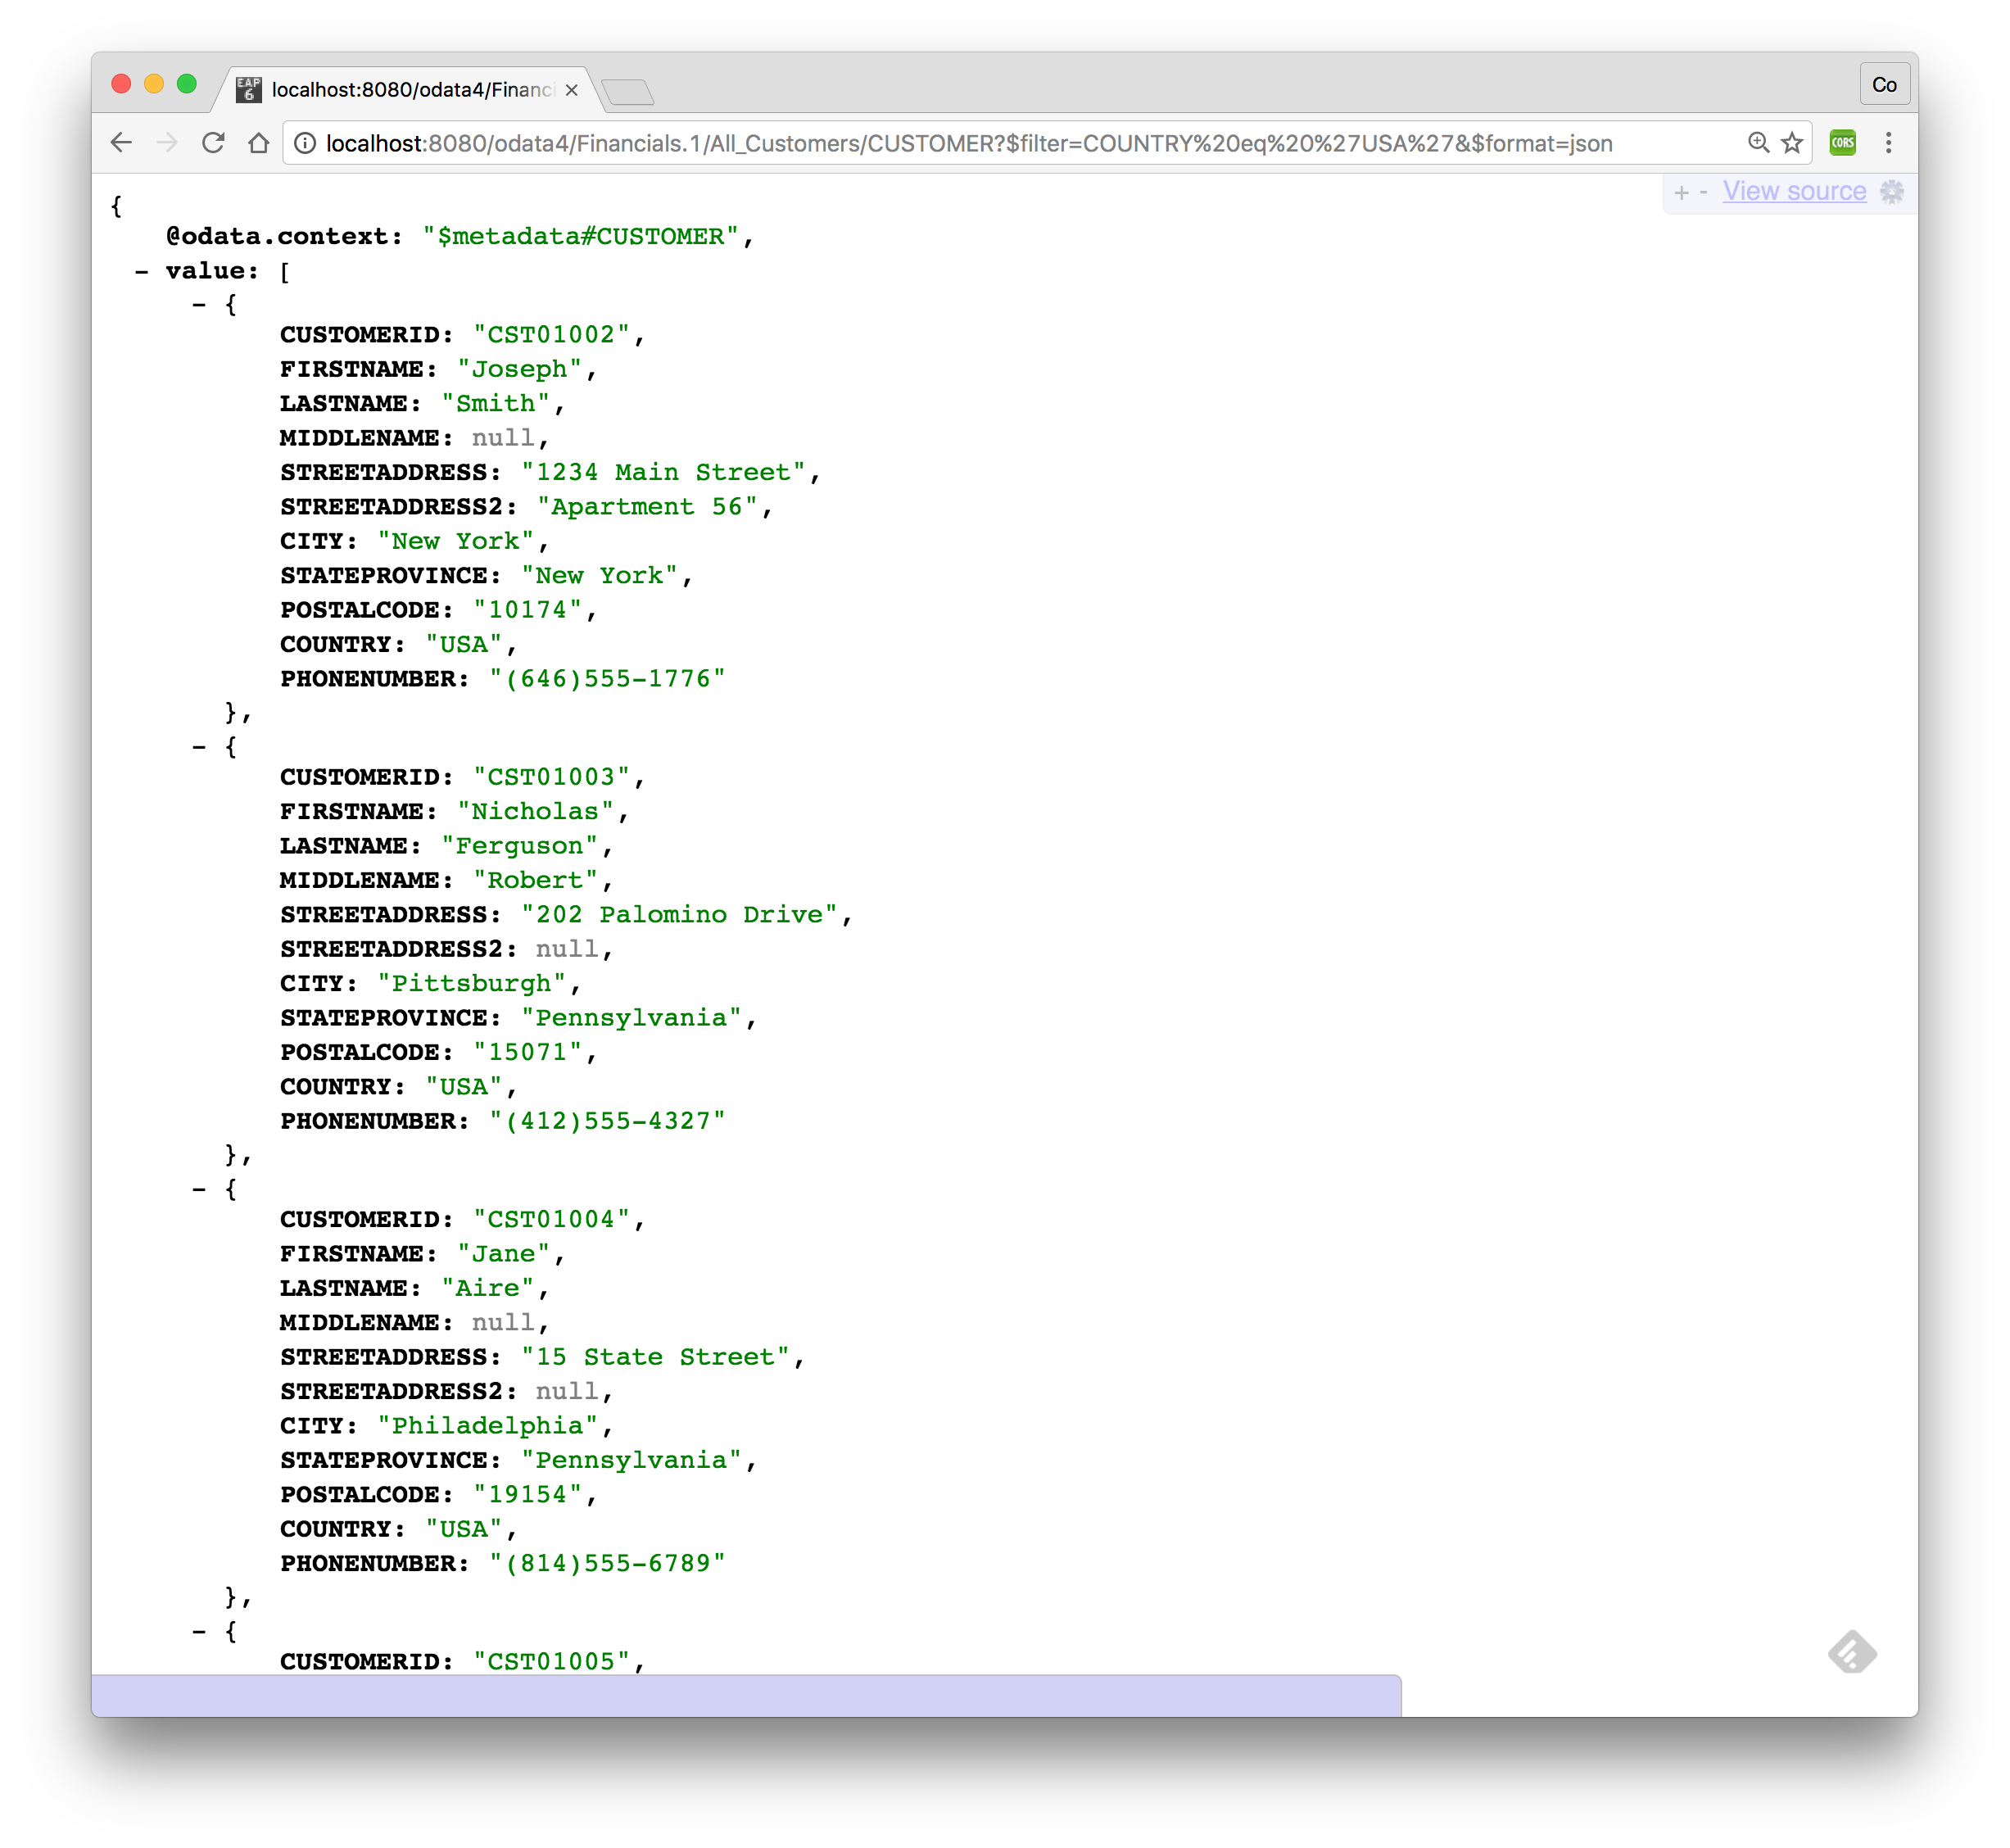 EAP 6 localhost:8080/odata4/Financi × Co
localhost:8080/odata4/Financials.1/All_Customers/CUSTOMER?$filter=COUNTRY%20eq%20%27USA%27&$format=json CORS
+ - View source
{
@odata.context: "$metadata#CUSTOMER",
- value: [
- {
CUSTOMERID: "CST01002",
FIRSTNAME: "Joseph",
LASTNAME: "Smith",
MIDDLENAME: null,
STREETADDRESS: "1234 Main Street",
STREETADDRESS2: "Apartment 56",
CITY: "New York",
STATEPROVINCE: "New York",
POSTALCODE: "10174",
COUNTRY: "USA",
PHONENUMBER: "(646)555-1776"
},
- {
CUSTOMERID: "CST01003",
FIRSTNAME: "Nicholas",
LASTNAME: "Ferguson",
MIDDLENAME: "Robert",
STREETADDRESS: "202 Palomino Drive",
STREETADDRESS2: null,
CITY: "Pittsburgh",
STATEPROVINCE: "Pennsylvania",
POSTALCODE: "15071",
COUNTRY: "USA",
PHONENUMBER: "(412)555-4327"
},
- {
CUSTOMERID: "CST01004",
FIRSTNAME: "Jane",
LASTNAME: "Aire",
MIDDLENAME: null,
STREETADDRESS: "15 State Street",
STREETADDRESS2: null,
CITY: "Philadelphia",
STATEPROVINCE: "Pennsylvania",
POSTALCODE: "19154",
COUNTRY: "USA",
PHONENUMBER: "(814)555-6789"
},
- {
CUSTOMERID: "CST01005",